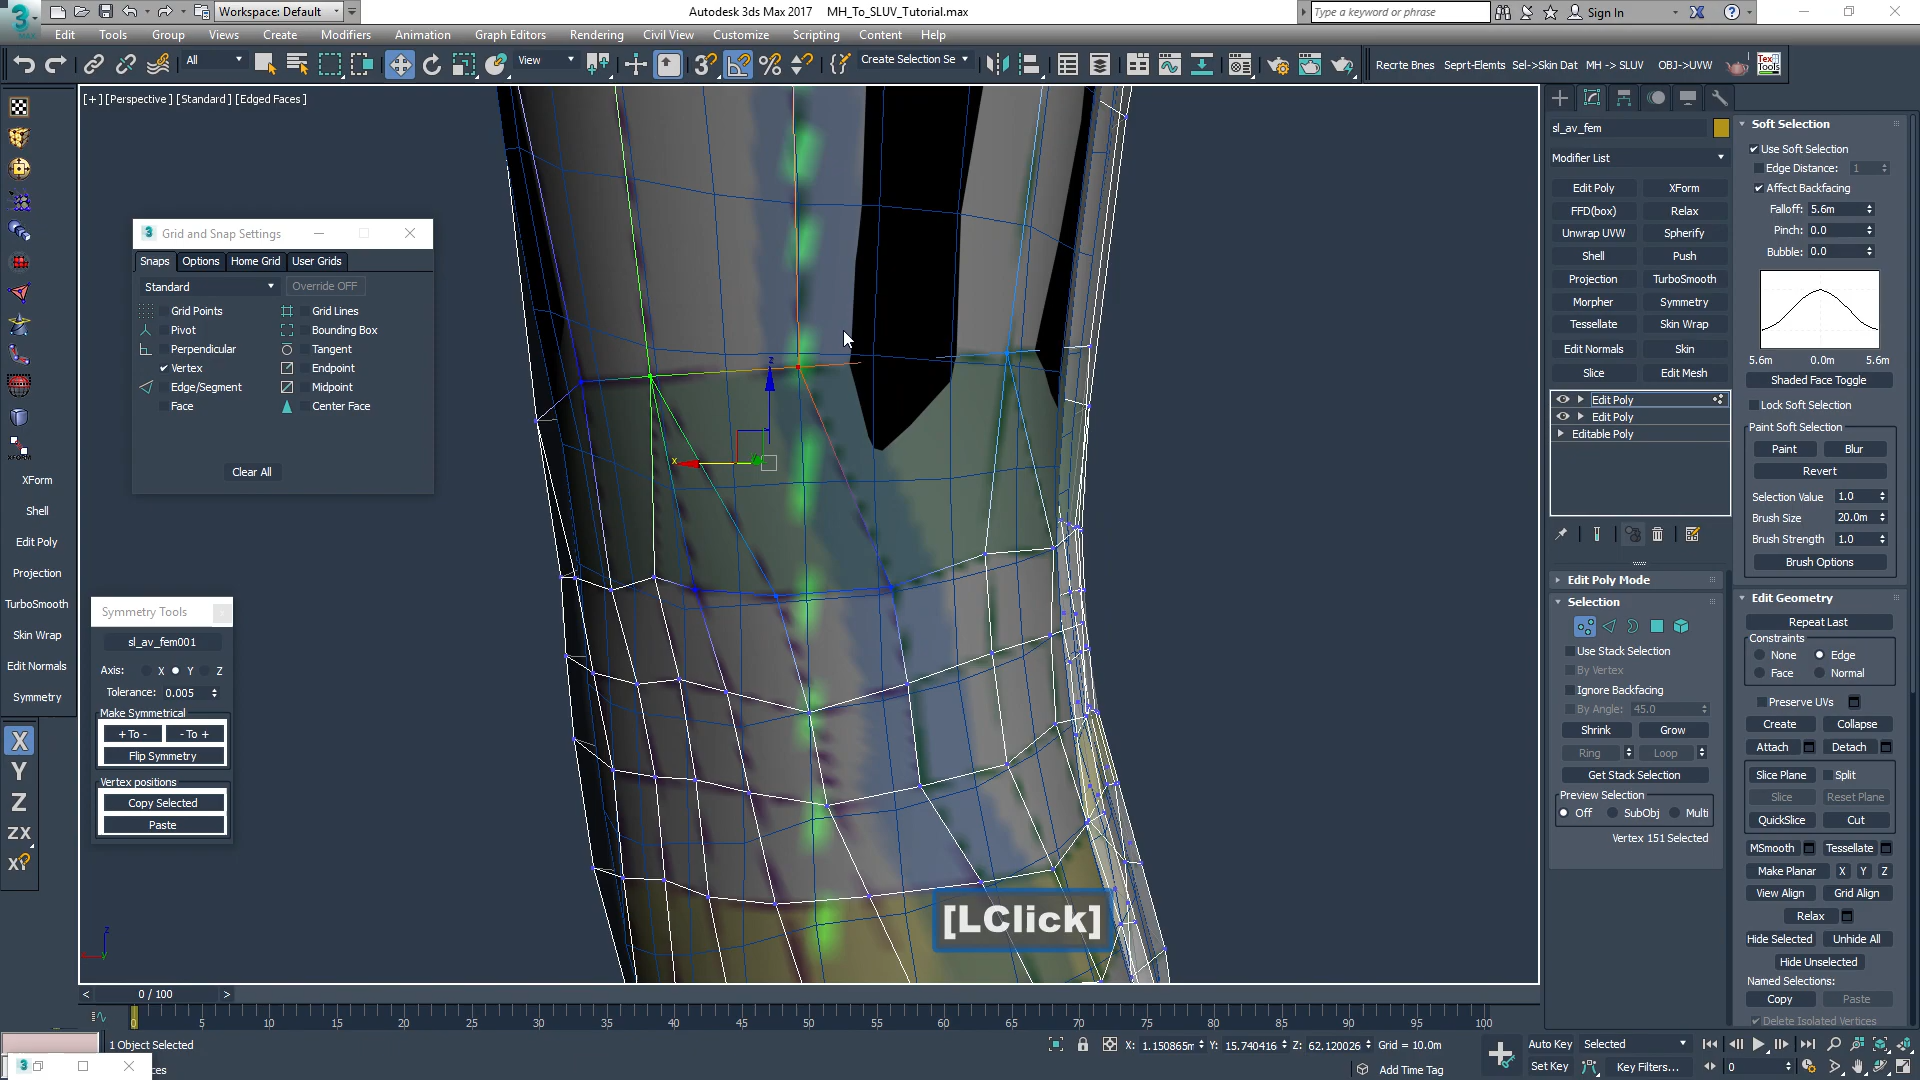 Workspace: Default
Autodesk 3ds Max 2017    MH_To_SLUV_Tutorial.max
Type a keyword or phrase
Sign In
Edit Tools Group Views Create Modifiers Animation Graph Editors Rendering Civil View Customize Scripting Content Help
All
View
Create Selection Se
Recrte Bnes Seprt-Elemts Sel->Skin Dat MH -> SLUV OBJ->UVW
[+] [Perspective] [Standard] [Edged Faces]
Grid and Snap Settings
Snaps Options Home Grid User Grids
Standard
Override OFF
Grid Points
Grid Lines
Pivot
Bounding Box
Perpendicular
Tangent
Vertex
Endpoint
Edge/Segment
Midpoint
Face
Center Face
Clear All
XForm
Shell
Edit Poly
Projection
TurboSmooth
Skin Wrap
Edit Normals
Symmetry
X
Y
Z
ZX
XY
Symmetry Tools
sl_av_fem001
Axis: X Y Z
Tolerance: 0.005
Make Symmetrical
+ To -
- To +
Flip Symmetry
Vertex positions
Copy Selected
Paste
[LClick]
sl_av_fem
Modifier List
Edit Poly XForm
FFD(box) Relax
Unwrap UVW Spherify
Shell Push
Projection TurboSmooth
Morpher Symmetry
Tessellate Skin Wrap
Edit Normals Skin
Slice Edit Mesh
Edit Poly
Edit Poly
Editable Poly
Edit Poly Mode
Selection
Use Stack Selection
By Vertex
Ignore Backfacing
By Angle: 45.0
Shrink Grow
Ring Loop
Get Stack Selection
Preview Selection
Off SubObj Multi
Vertex 151 Selected
Soft Selection
Use Soft Selection
Edge Distance: 1
Affect Backfacing
Falloff: 5.6m
Pinch: 0.0
Bubble: 0.0
5.6m 0.0m 5.6m
Shaded Face Toggle
Lock Soft Selection
Paint Soft Selection
Paint Blur
Revert
Selection Value 1.0
Brush Size 20.0m
Brush Strength 1.0
Brush Options
Edit Geometry
Repeat Last
Constraints
None Edge
Face Normal
Preserve UVs
Create Collapse
Attach Detach
Slice Plane Split
Slice Reset Plane
QuickSlice Cut
MSmooth Tessellate
Make Planar X Y Z
View Align Grid Align
Relax
Hide Selected Unhide All
Hide Unselected
Named Selections:
Copy Paste
Delete Isolated Vertices
< 0 / 100 >
0 5 10 15 20 25 30 35 40 45 50 55 60 65 70 75 80 85 90 95 100
1 Object Selected
X: 1.150865m Y: 15.740416 Z: 62.120026 Grid = 10.0m
Add Time Tag
Auto Key Selected
Set Key Key Filters...
0